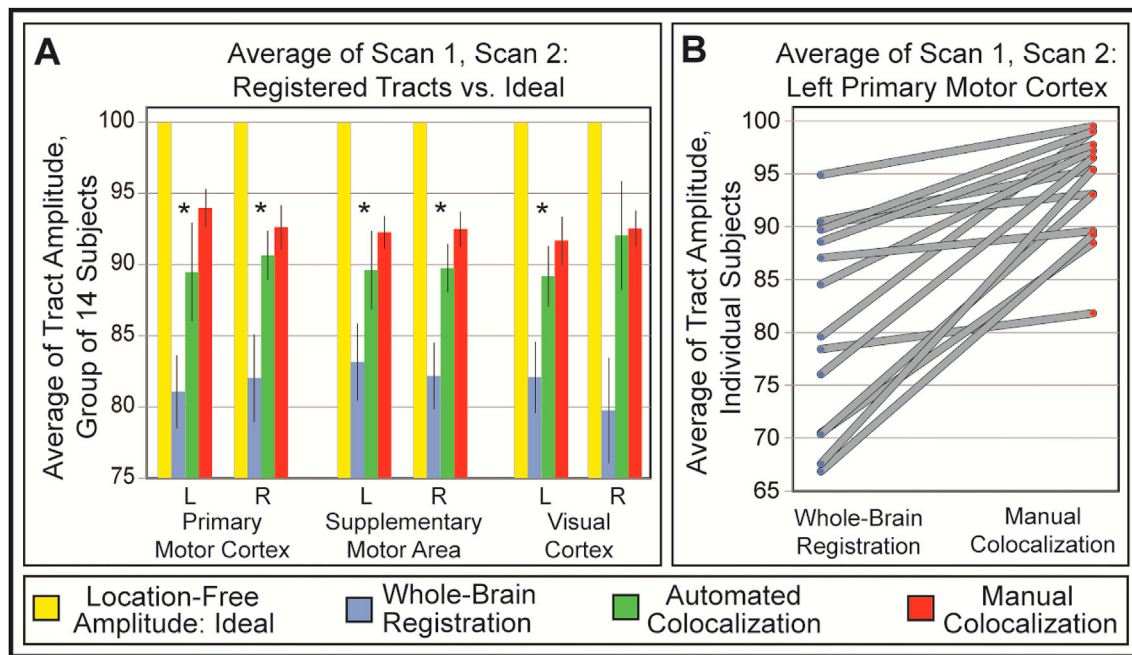 A
Average of Scan 1, Scan 2:
Registered Tracts vs. Ideal
Average of Tract Amplitude,
Group of 14 Subjects
100
95
90
85
80
75
* * * * *
L R L R L R
Primary
Motor Cortex
Supplementary
Motor Area
Visual
Cortex
B
Average of Scan 1, Scan 2:
Left Primary Motor Cortex
Average of Tract Amplitude,
Individual Subjects
100
95
90
85
80
75
70
65
Whole-Brain
Registration
Manual
Colocalization
Location-Free
Amplitude: Ideal
Whole-Brain
Registration
Automated
Colocalization
Manual
Colocalization